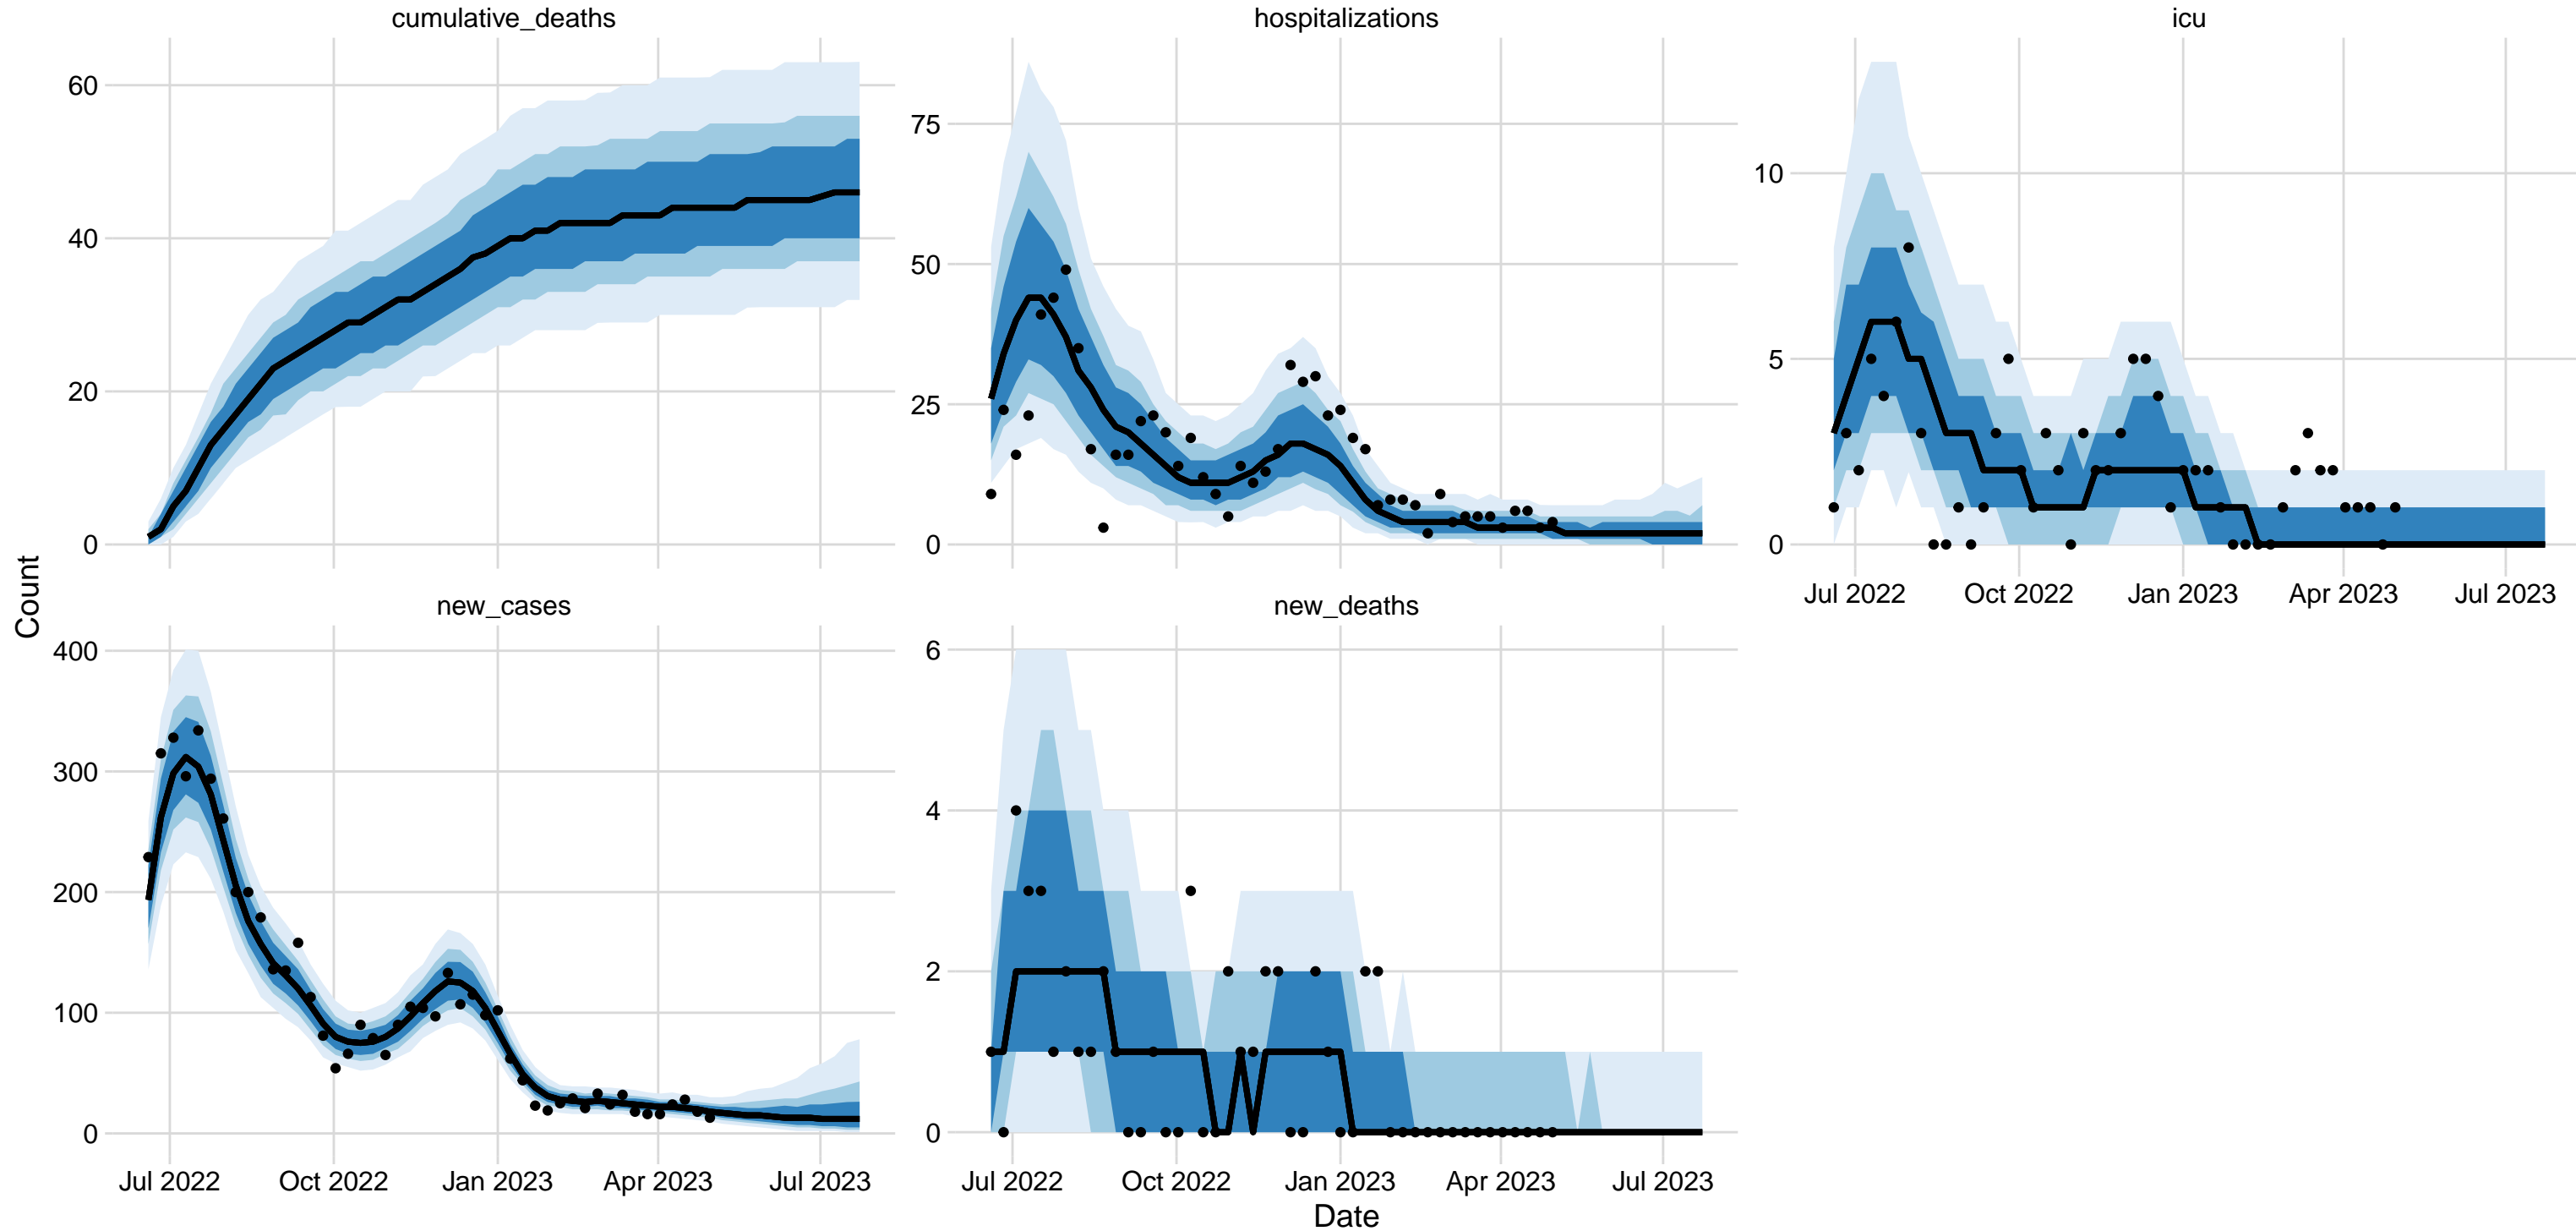 cumulative_deaths hospitalizations icu
60
40
20
0
75
50
25
0
10
5
0
Jul 2022 Oct 2022 Jan 2023 Apr 2023 Jul 2023
Count
new_cases new_deaths
400
300
200
100
0
6
4
2
0
Jul 2022 Oct 2022 Jan 2023 Apr 2023 Jul 2023
Jul 2022 Oct 2022 Jan 2023 Apr 2023 Jul 2023
Date